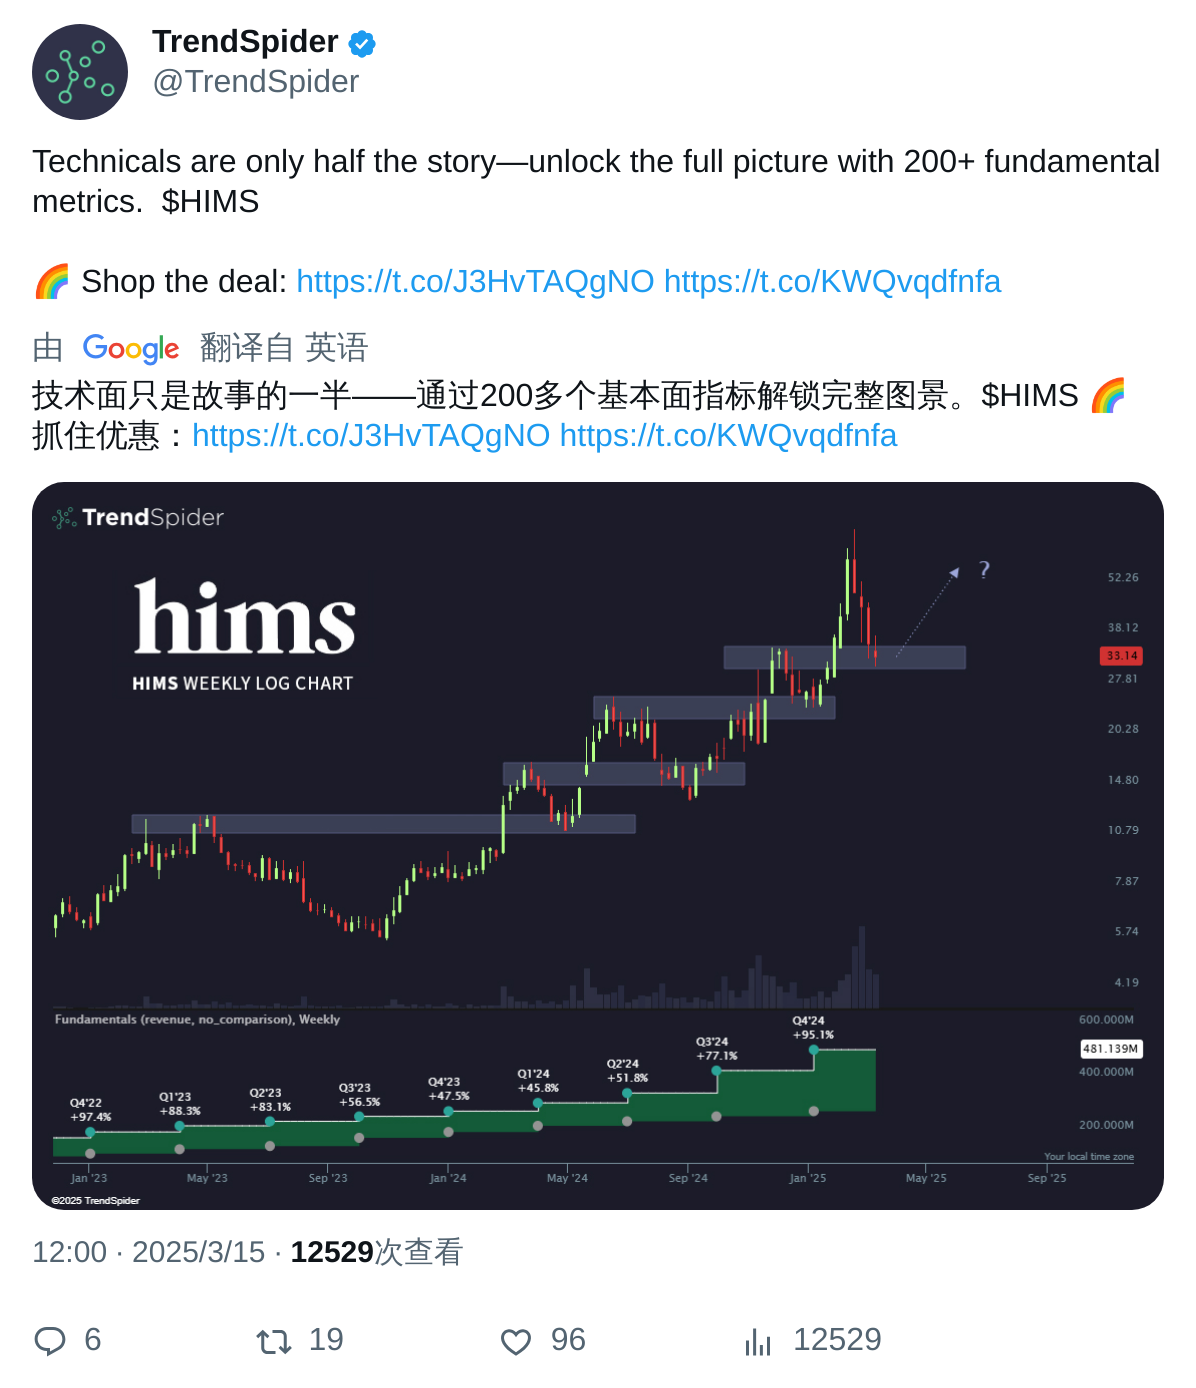 TrendSpider
@TrendSpider
Technicals are only half the story—unlock the full picture with 200+ fundamental
metrics. $HIMS
🌈 Shop the deal: https://t.co/J3HvTAQgNO https://t.co/KWQvqdfnfa
由 Google 翻译自 英语
技术面只是故事的一半——通过200多个基本面指标解锁完整图景。$HIMS 🌈
抓住优惠：https://t.co/J3HvTAQgNO https://t.co/KWQvqdfnfa
TrendSpider
hims
HIMS WEEKLY LOG CHART
?
52.26
38.12
33.14
27.81
20.28
14.80
10.79
7.87
5.74
4.19
Fundamentals (revenue, no_comparison), Weekly
600.000M
481.139M
400.000M
200.000M
Q4'22
+97.4%
Q1'23
+88.3%
Q2'23
+83.1%
Q3'23
+56.5%
Q4'23
+47.5%
Q1'24
+45.8%
Q2'24
+51.8%
Q3'24
+77.1%
Q4'24
+95.1%
Your local time zone
Jan '23 May '23 Sep '23 Jan '24 May '24 Sep '24 Jan '25 May '25 Sep '25
©2025 TrendSpider
12:00 · 2025/3/15 · 12529次查看
6 19 96 12529